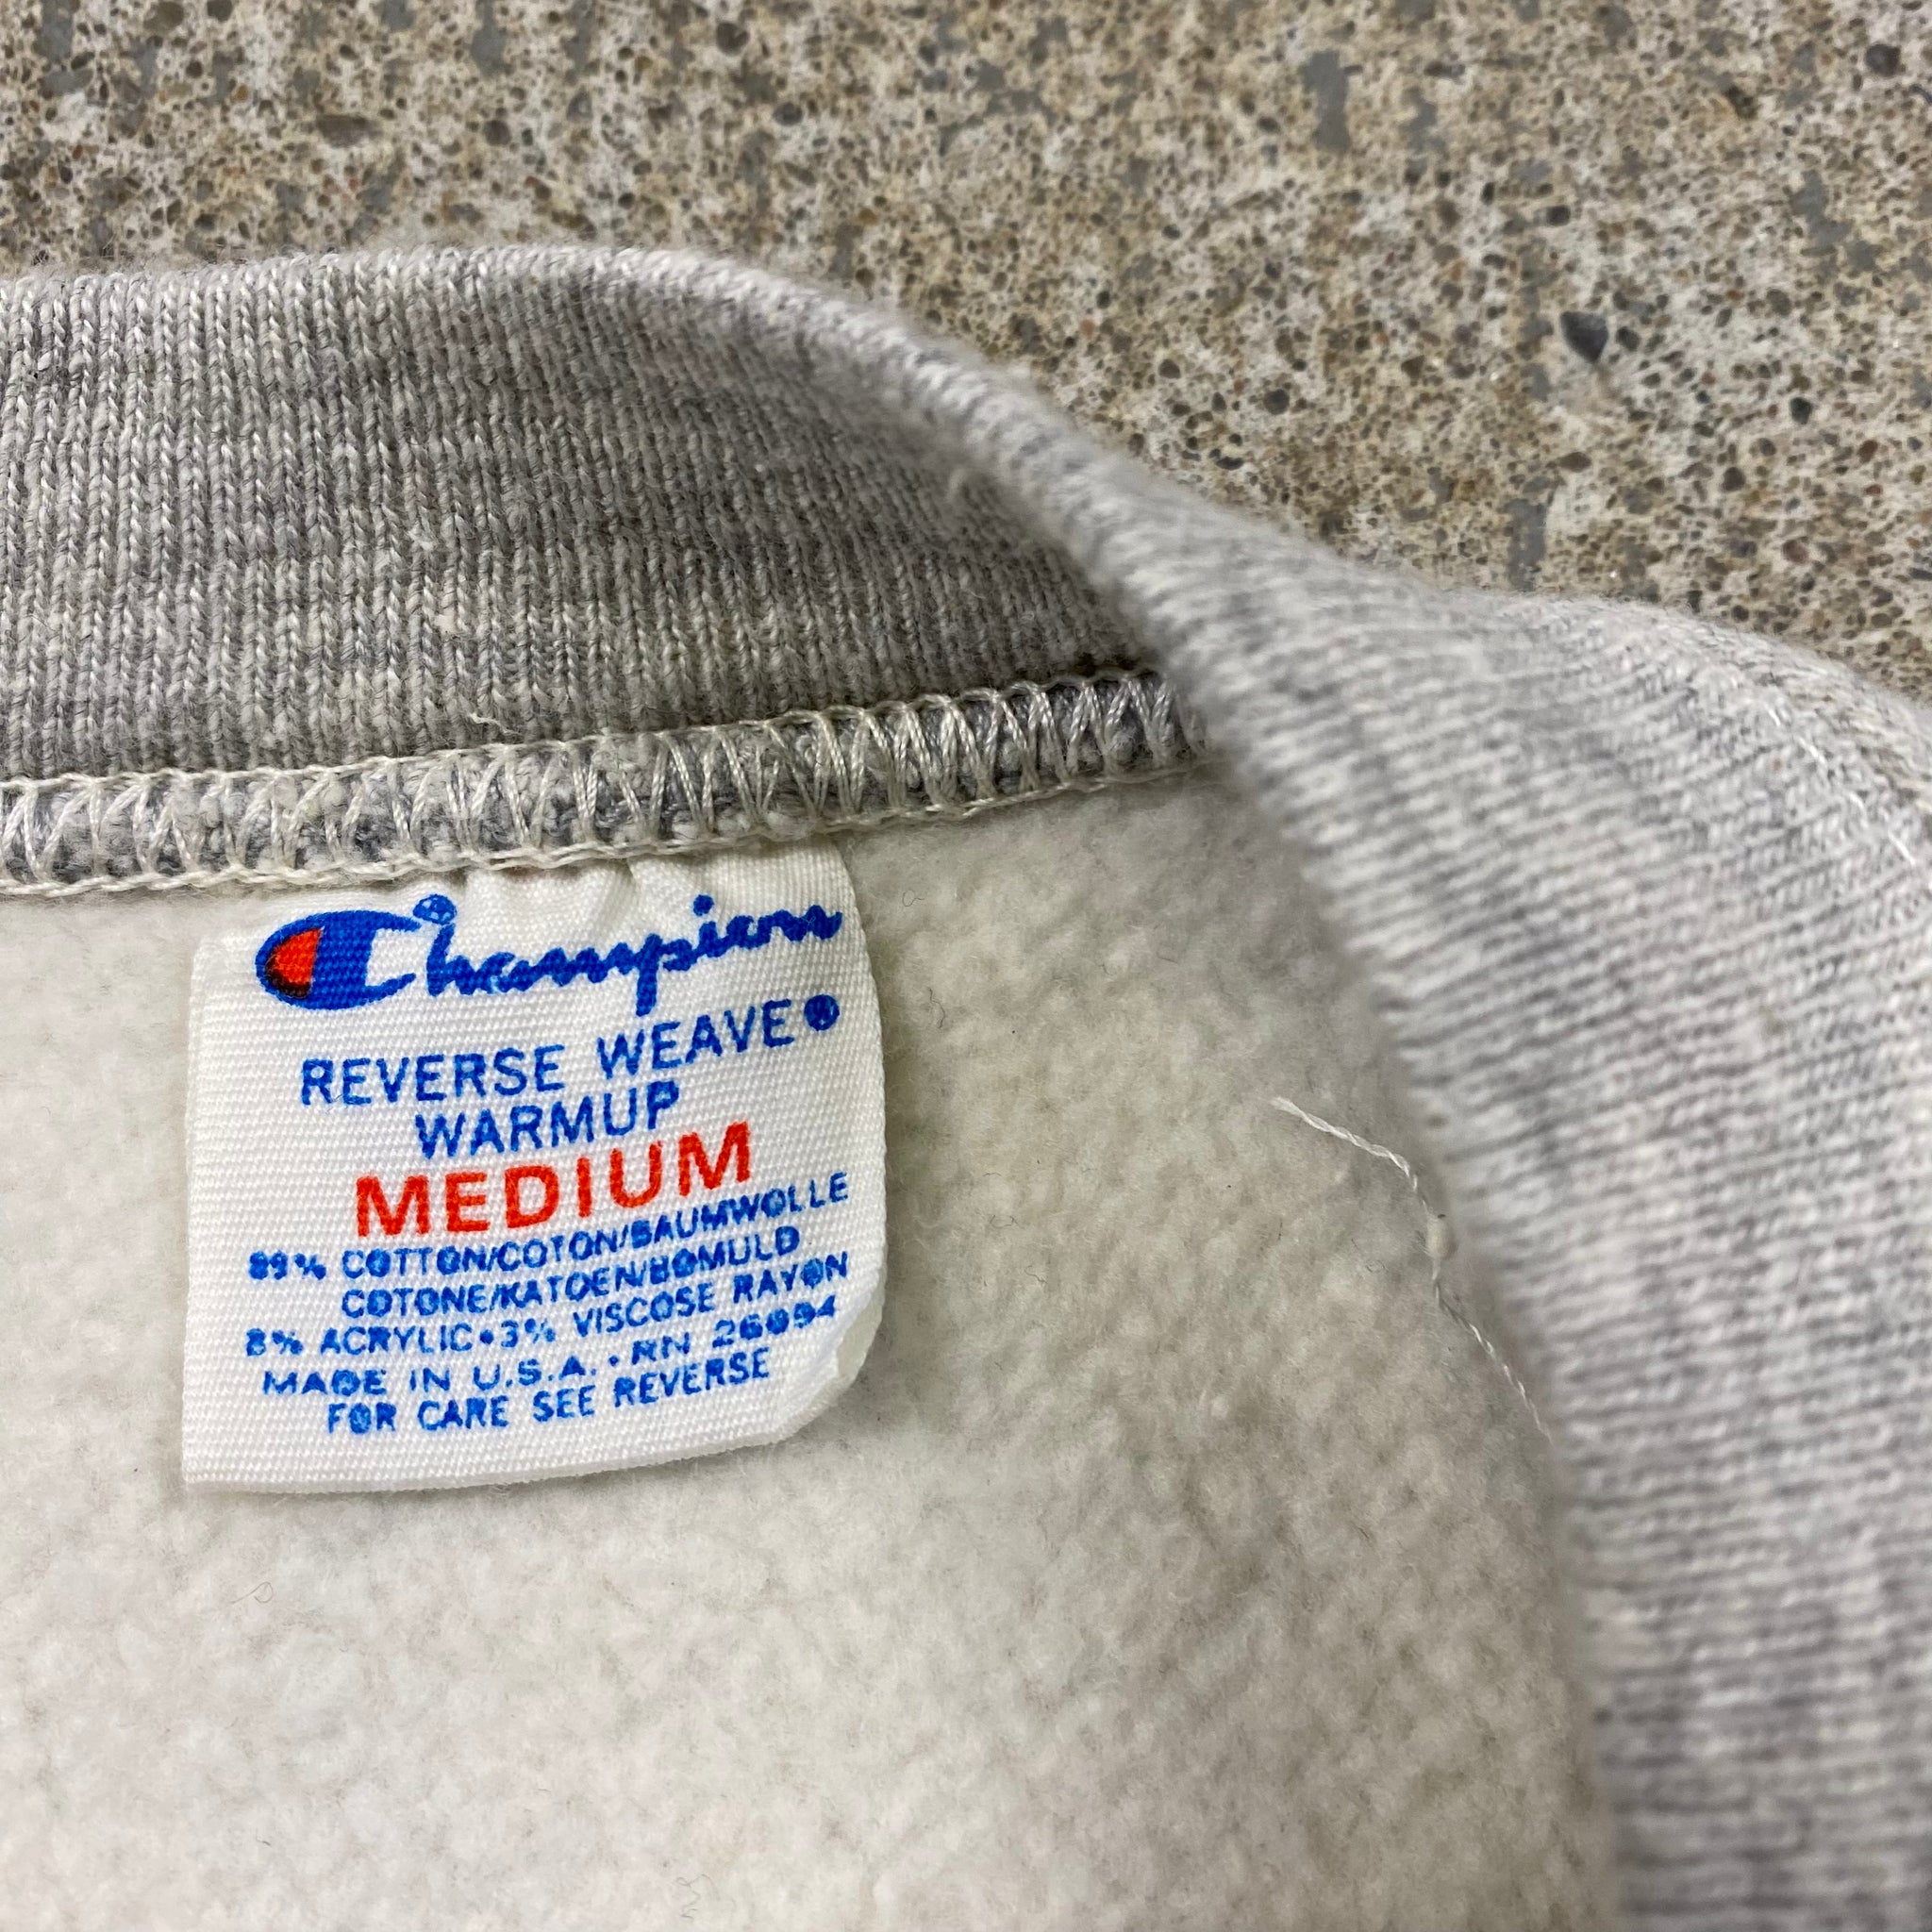 Champion
REVERSE WEAVE®
WARMUP
MEDIUM
89% COTTON/COTON/BAUMWOLLE
COTONE/KATOEN/BOMULD
8% ACRYLIC•3% VISCOSE RAYON
MADE IN U.S.A. • RN 26094
FOR CARE SEE REVERSE